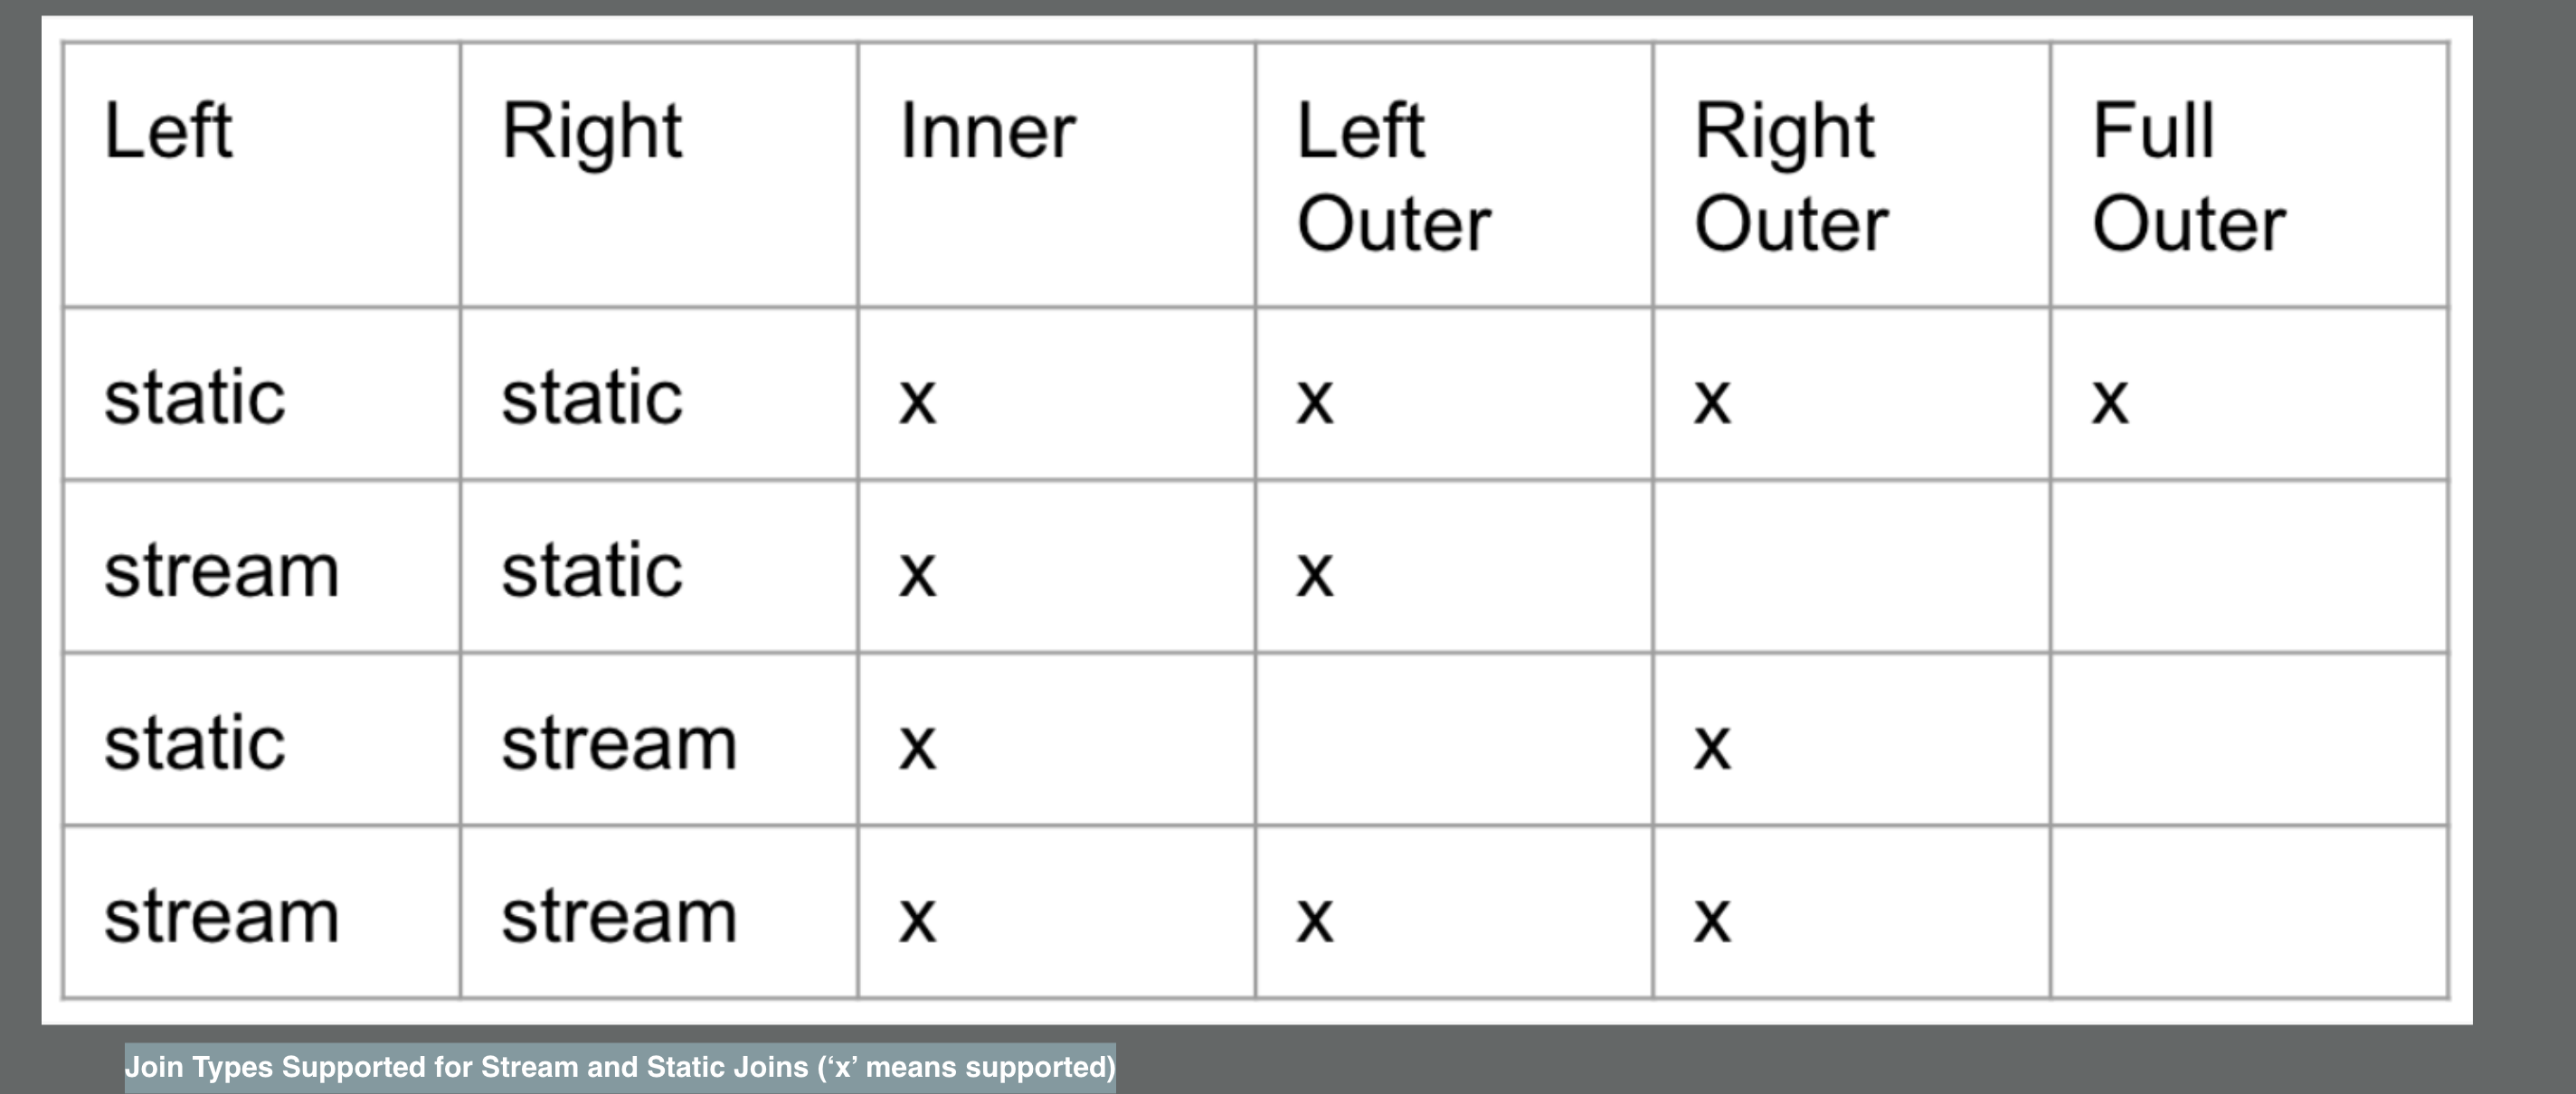 Left Right Inner Left Outer Right Outer Full Outer
static static x x x x
stream static x x
static stream x x
stream stream x x x
Join Types Supported for Stream and Static Joins (‘x’ means supported)